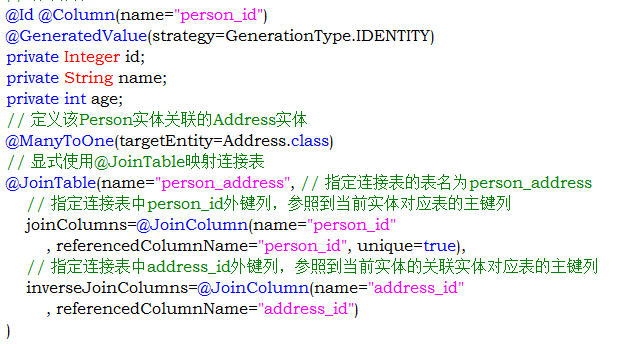 @Id @Column(name="person_id")
@GeneratedValue(strategy=GenerationType.IDENTITY)
private Integer id;
private String name;
private int age;
// 定义该Person实体关联的Address实体
@ManyToOne(targetEntity=Address.class)
// 显式使用@JoinTable映射连接表
@JoinTable(name="person_address", // 指定连接表的表名为person_address
// 指定连接表中person_id外键列，参照到当前实体对应表的主键列
joinColumns=@JoinColumn(name="person_id"
, referencedColumnName="person_id", unique=true),
// 指定连接表中address_id外键列，参照到当前实体的关联实体对应表的主键列
inverseJoinColumns=@JoinColumn(name="address_id"
, referencedColumnName="address_id")
)